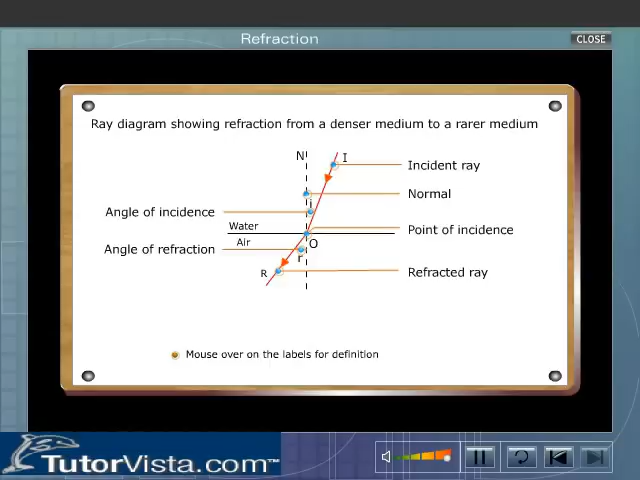 Refraction
CLOSE
Ray diagram showing refraction from a denser medium to a rarer medium
N
I
Incident ray
Normal
i
Angle of incidence
Water
Point of incidence
Air
O
Angle of refraction
r
R
Refracted ray
Mouse over on the labels for definition
TutorVista.com™